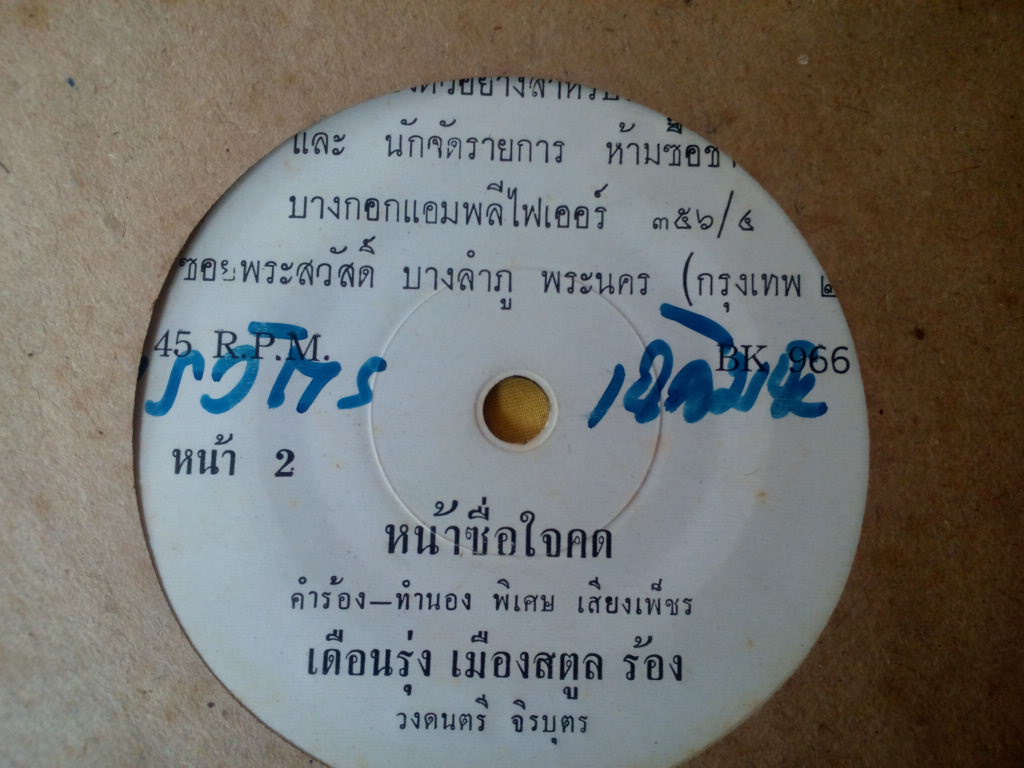 และ นักจัดรายการ ห้ามซื้อ
บางกอกแอมพลีไฟเออร์ ๓๕๖/๔
ซอยพระสวัสดิ์ บางลำภู พระนคร (กรุงเทพ ๒
45 R.P.M. BK 966
หน้า 2
หน้าซื่อใจคด
คำร้อง—ทำนอง พิเศษ เสียงเพ็ชร
เดือนรุ่ง เมืองสตูล ร้อง
วงดนตรี จิรบุตร